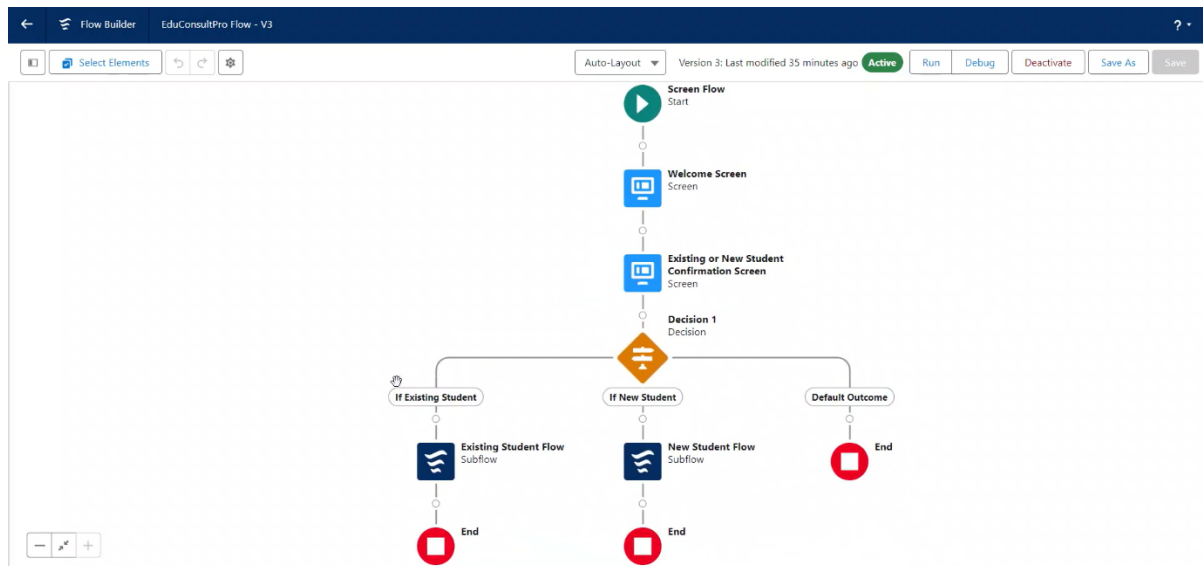 Flow Builder EduConsultPro Flow - V3 ?
Select Elements Auto-Layout Version 3: Last modified 35 minutes ago Active Run Debug Deactivate Save As Save
Screen Flow
Start
Welcome Screen
Screen
Existing or New Student
Confirmation Screen
Screen
Decision 1
Decision
If Existing Student If New Student Default Outcome
Existing Student Flow New Student Flow End
Subflow Subflow
End End